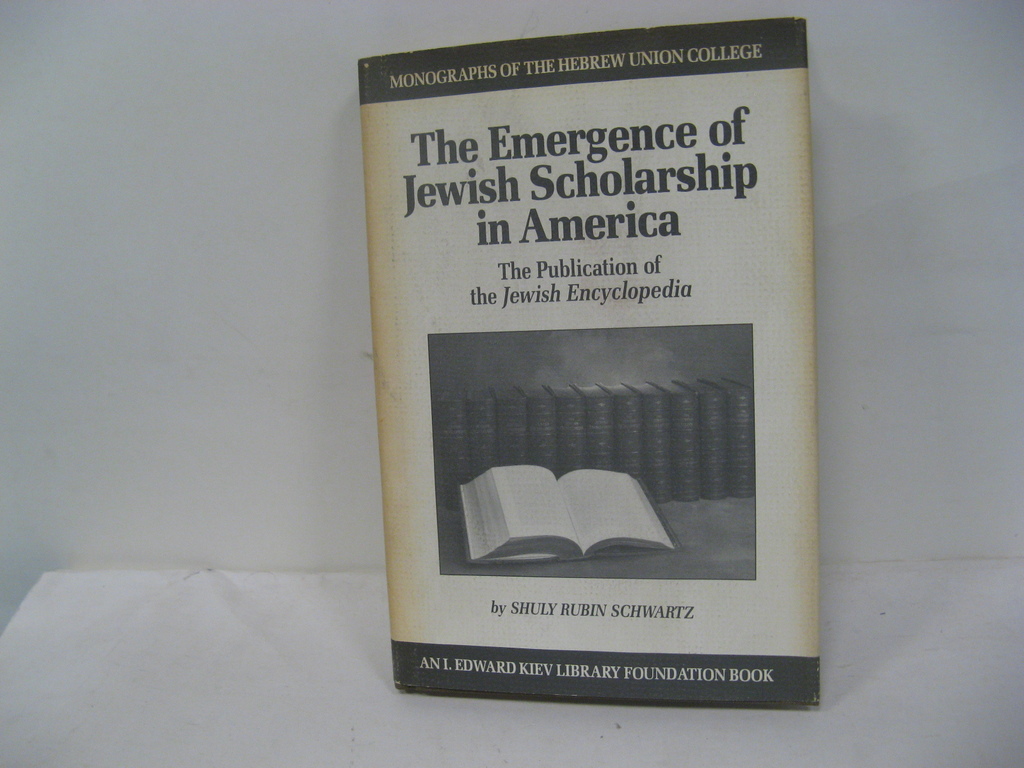 MONOGRAPHS OF THE HEBREW UNION COLLEGE
The Emergence of
Jewish Scholarship
in America
The Publication of
the Jewish Encyclopedia
by SHULY RUBIN SCHWARTZ
AN I. EDWARD KIEV LIBRARY FOUNDATION BOOK